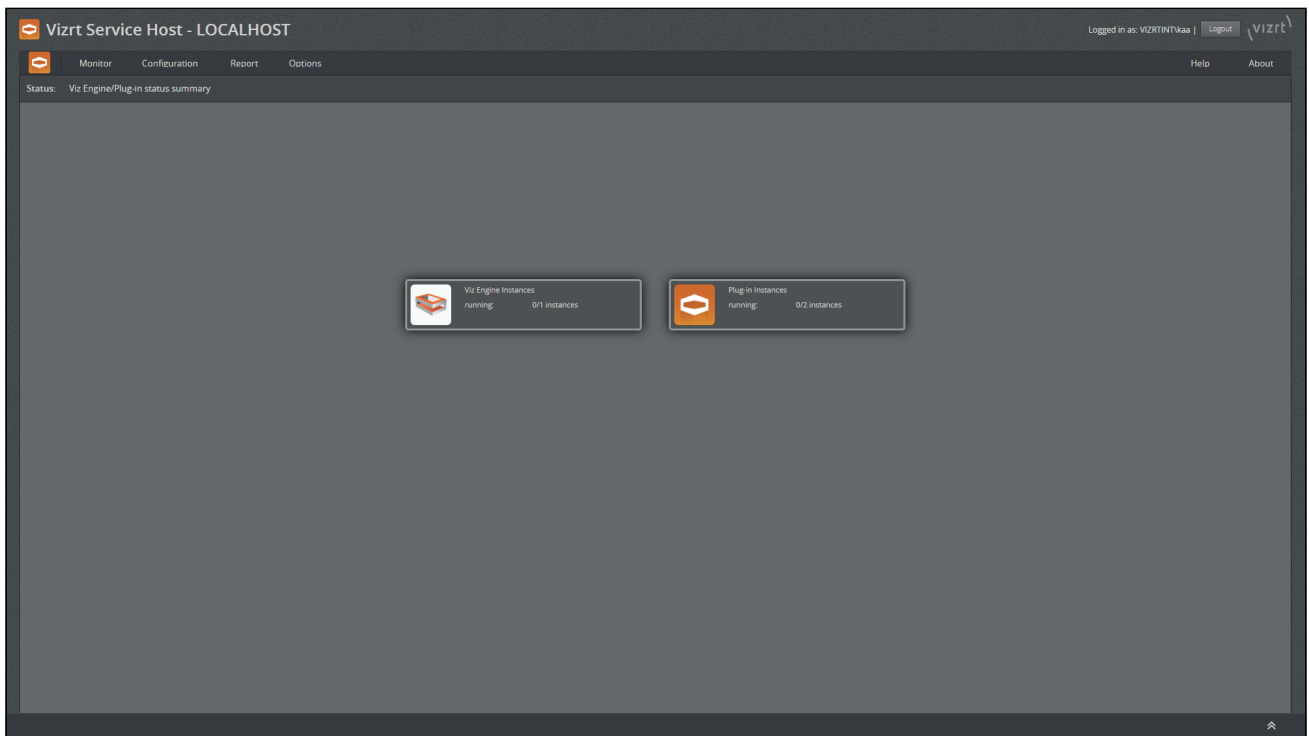 Vizrt Service Host - LOCALHOST
Logged in as: VIZRTINT\kaa | Logout
vizrt
Monitor Configuration Report Options Help About
Status: Viz Engine/Plug-in status summary
Viz Engine Instances
running: 0/1 instances
Plug-in Instances
running: 0/2 instances